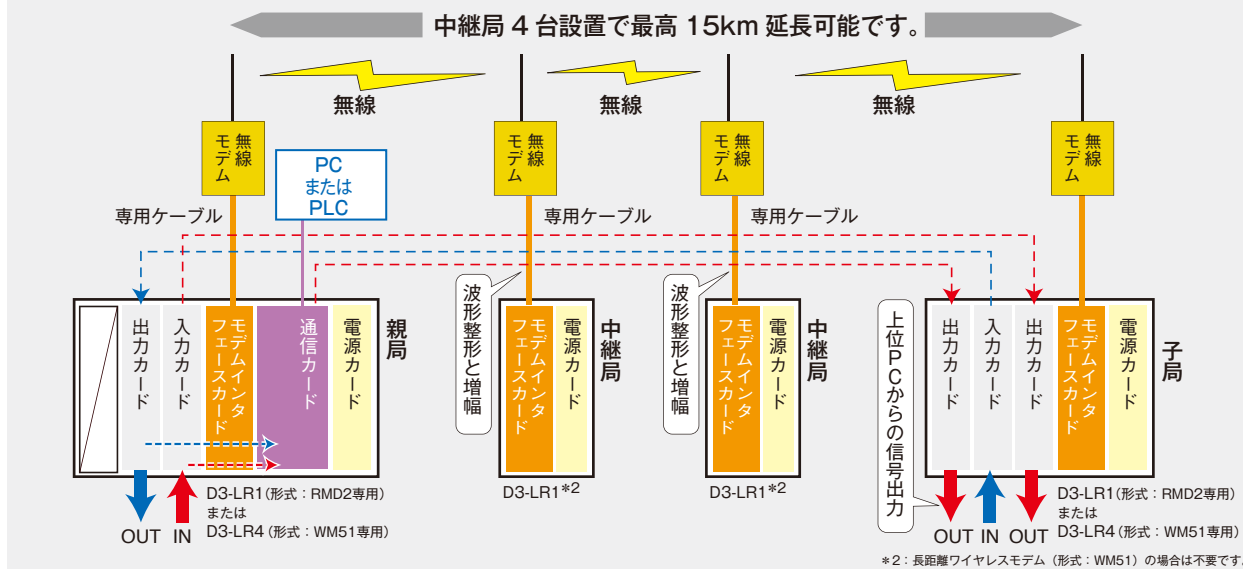 中継局 4 台設置で最高 15km 延長可能です。
無線
無線
無線
無線
モデム
PC
または
PLC
無線
モデム
無線
モデム
無線
モデム
専用ケーブル
専用ケーブル
専用ケーブル
出力カード
入力カード
モデムインタ
フェースカード
通信カード
電源カード
親局
波形整形と増幅
モデムインタ
フェースカード
電源カード
中継局
波形整形と増幅
モデムインタ
フェースカード
電源カード
中継局
上位PCからの信号出力
出力カード
入力カード
出力カード
モデムインタ
フェースカード
電源カード
子局
OUT IN
D3-LR1(形式：RMD2専用)
または
D3-LR4(形式：WM51専用)
D3-LR1*2
D3-LR1*2
OUT IN OUT
D3-LR1(形式：RMD2専用)
または
D3-LR4(形式：WM51専用)
*2：長距離ワイヤレスモデム（形式：WM51）の場合は不要です。